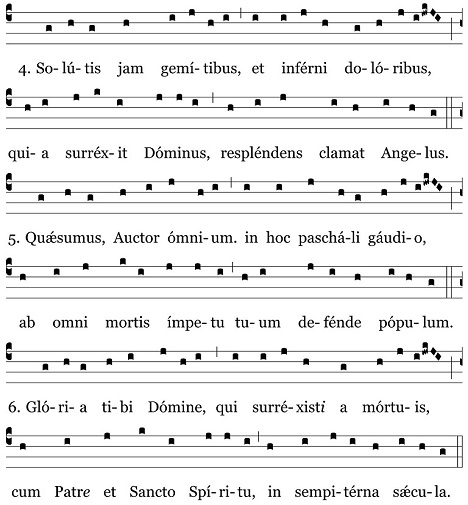 4. So-lú-tis jam gemí-tibus, et inférni do-ló-ribus,
qui-a surréx-it Dóminus, respléndens clamat Ange-lus.
5. Quǽsumus, Auctor ómni-um. in hoc paschá-li gáudi-o,
ab omni mortis ímpe-tu tu-um de-fénde pópu-lum.
6. Gló-ri-a ti-bi Dómine, qui surré-xisti a mórtu-is,
cum Patre et Sancto Spí-ri-tu, in sempi-térna sǽcu-la.